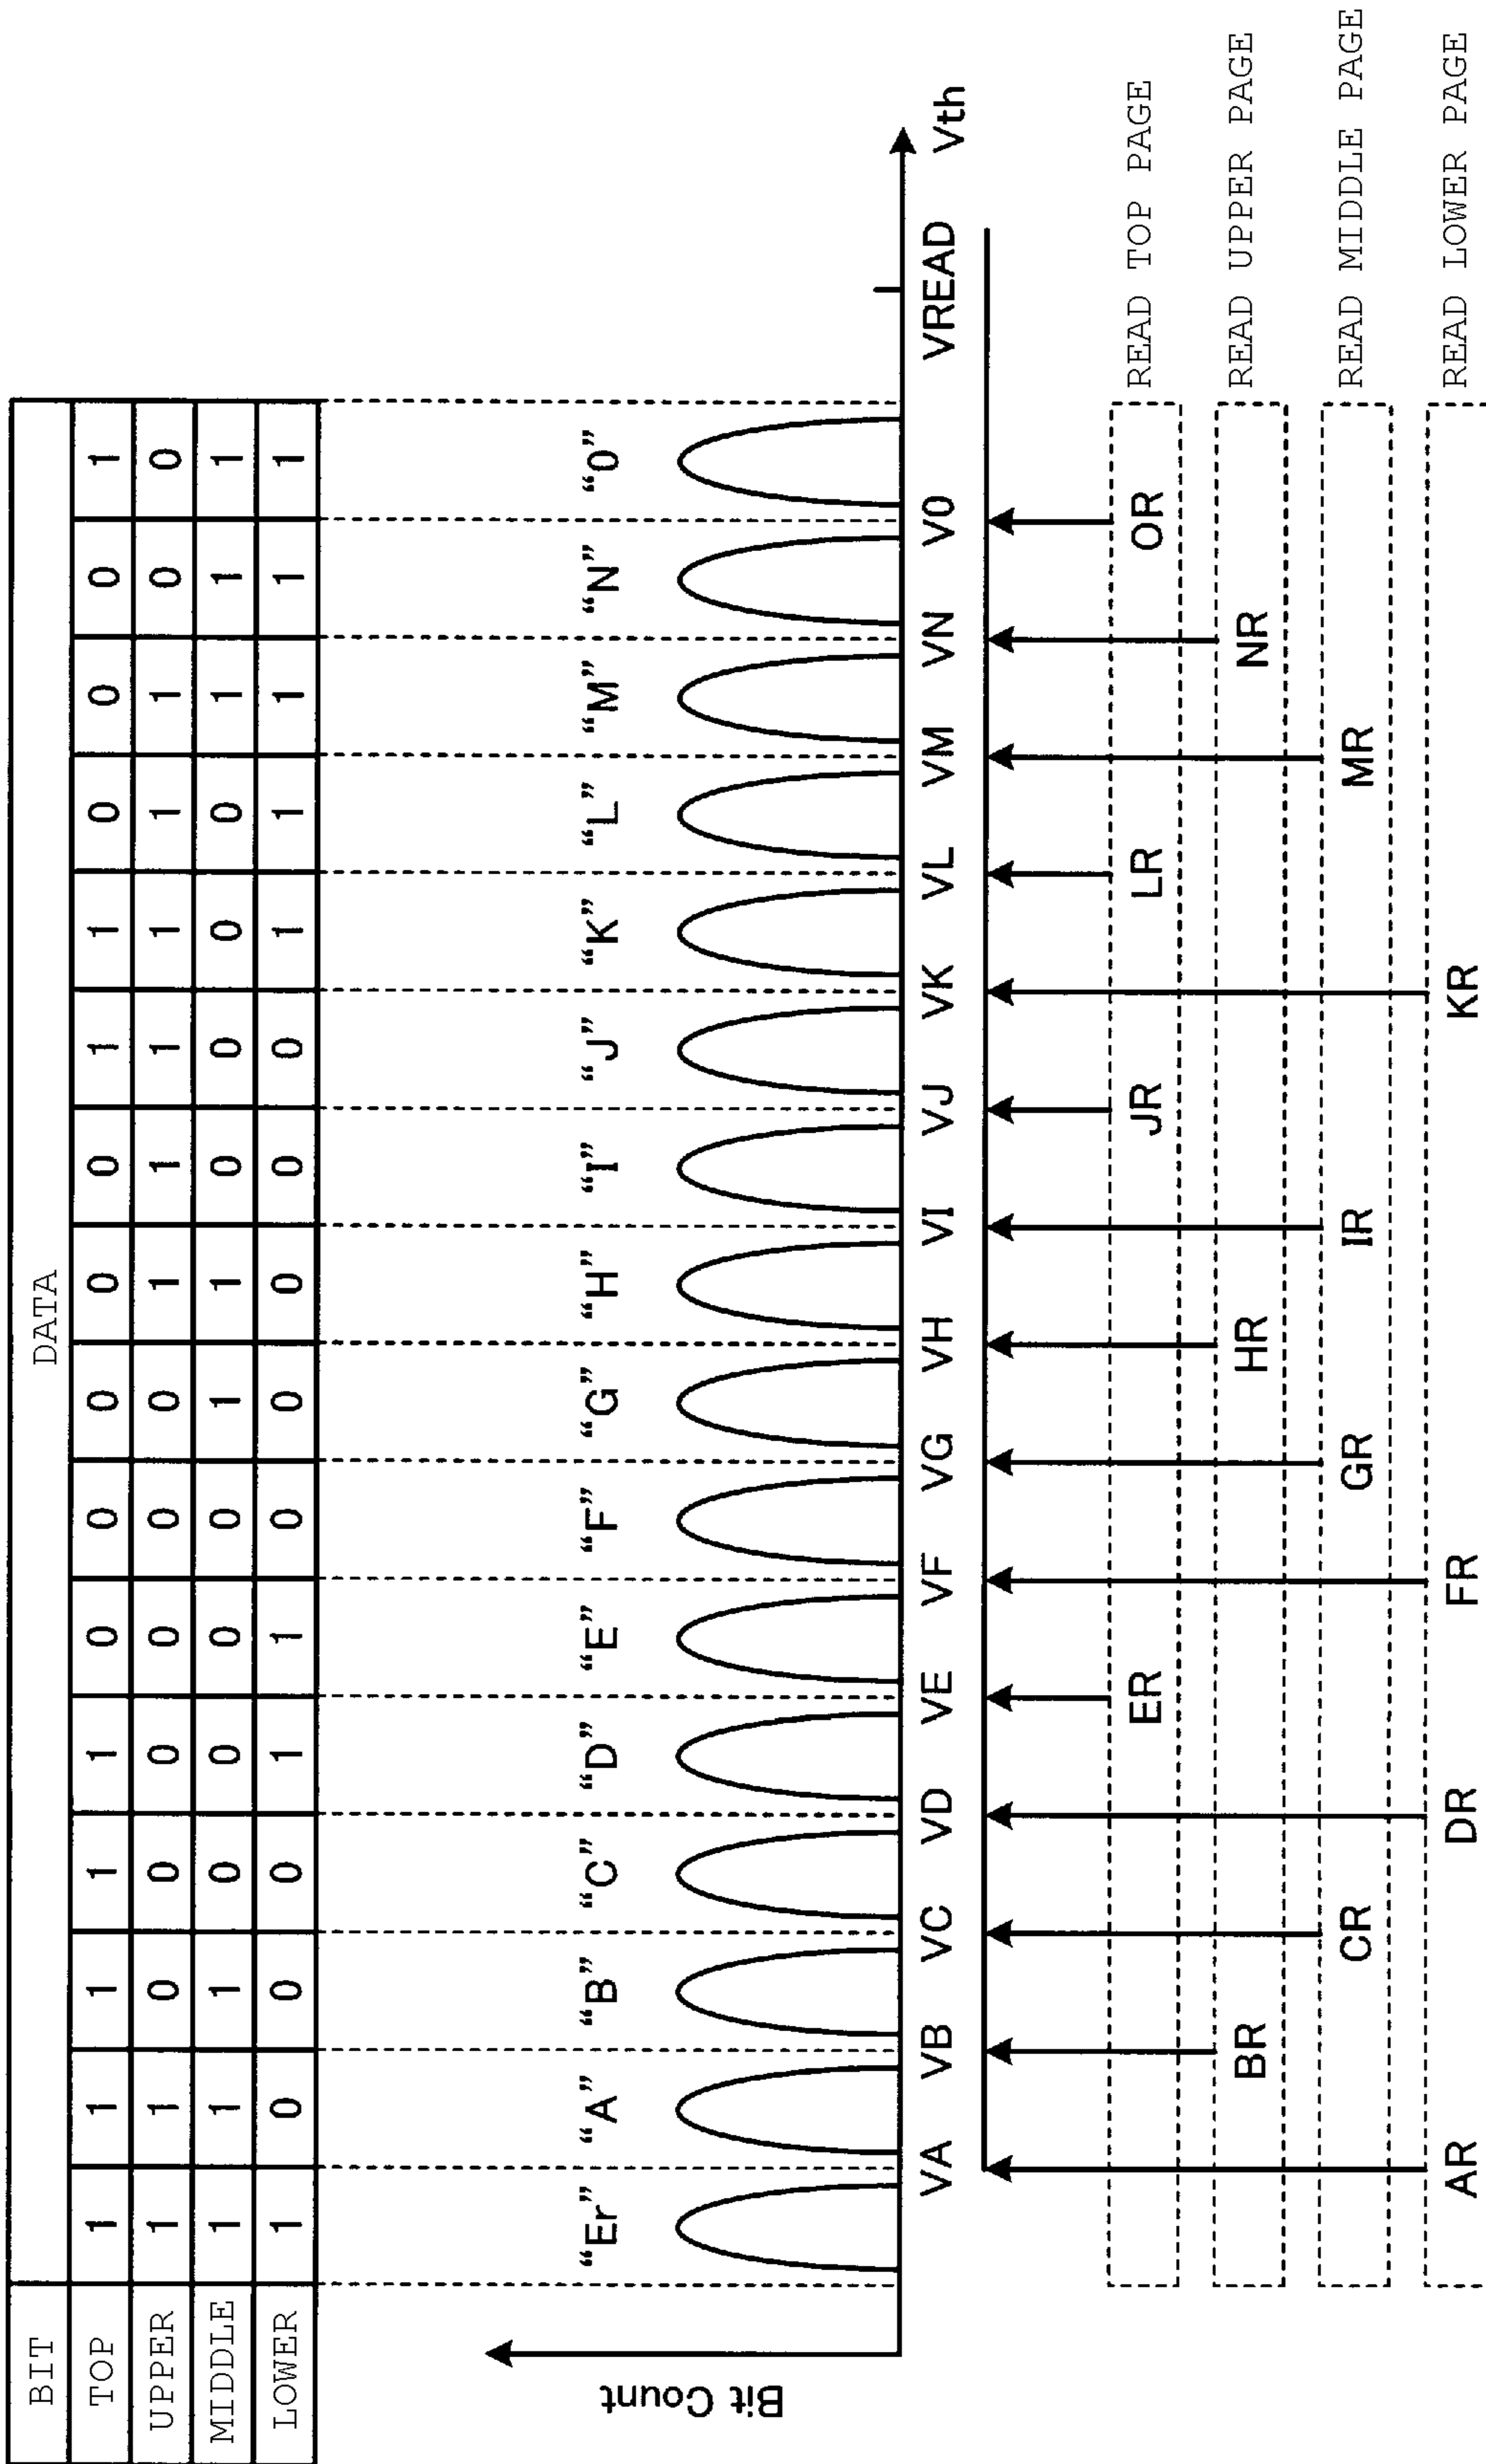 BIT DATA
TOP 1 1 1 1 1 0 0 0 0 0 1 1 0 0 0 1
UPPER 1 1 0 0 0 0 0 0 1 1 1 1 1 1 0 0
MIDDLE 1 1 1 0 0 0 0 1 1 0 0 0 0 1 1 1
LOWER 1 0 0 0 1 1 0 0 0 0 0 1 1 1 1 1
“Er” “A” “B” “C” “D” “E” “F” “G” “H” “I” “J” “K” “L” “M” “N” “O”
Bit Count
VA VB VC VD VE VF VG VH VI VJ VK VL VM VN VO VREAD Vth
ER JR LR OR READ TOP PAGE
BR HR NR READ UPPER PAGE
CR GR IR MR READ MIDDLE PAGE
AR DR FR KR READ LOWER PAGE